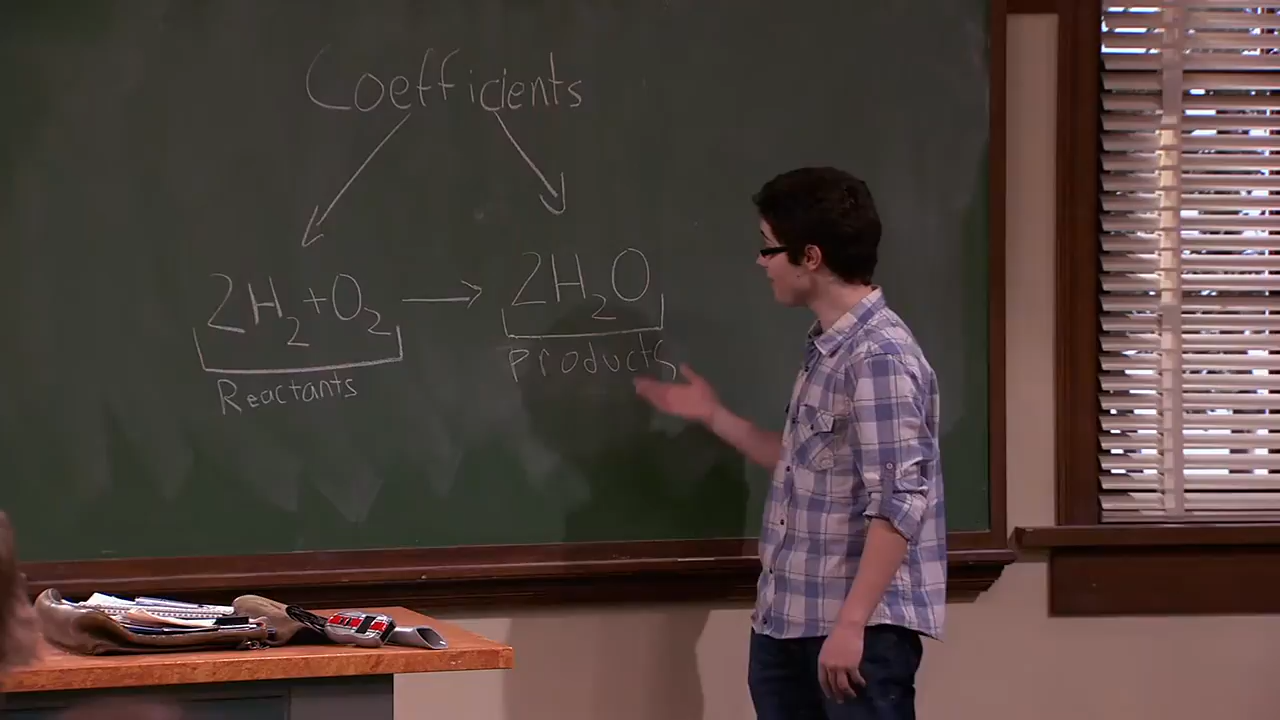 Coefficients
2H₂+O₂ → 2H₂O
Reactants products